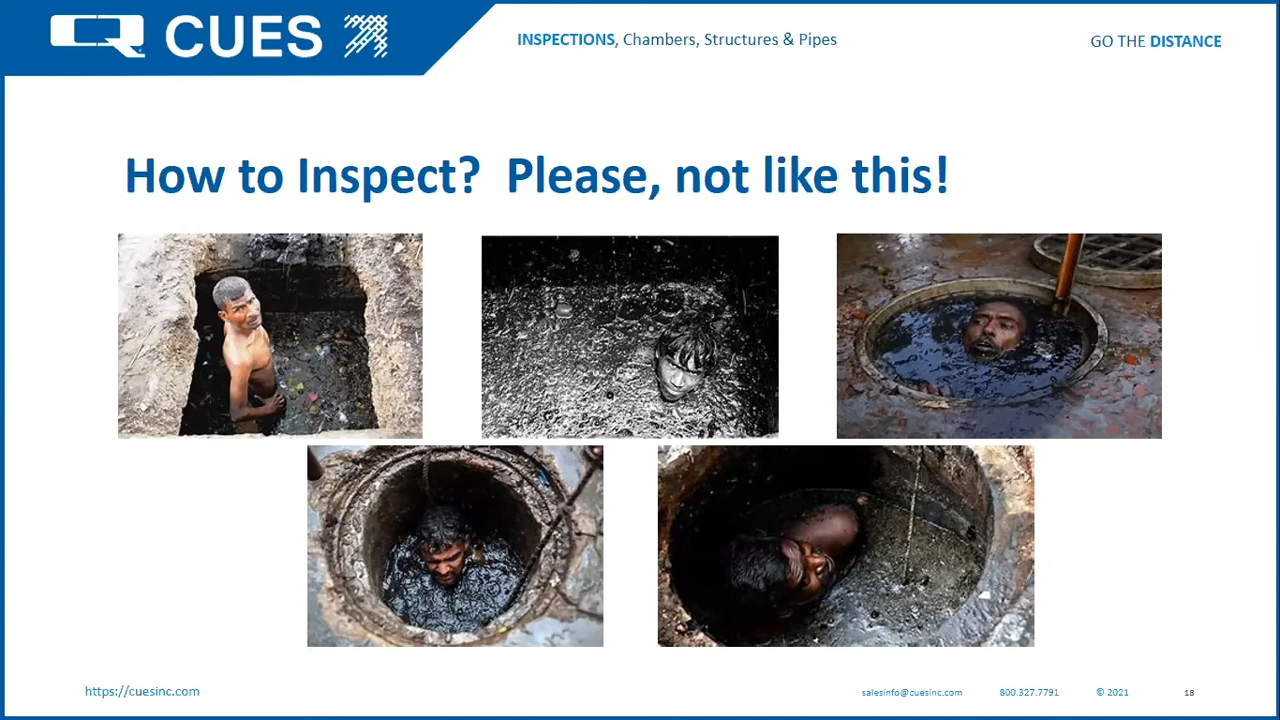 CUES
INSPECTIONS, Chambers, Structures & Pipes
GO THE DISTANCE
How to Inspect?  Please, not like this!
https://cuesinc.com
salesinfo@cuesinc.com
800.327.7791
© 2021
18